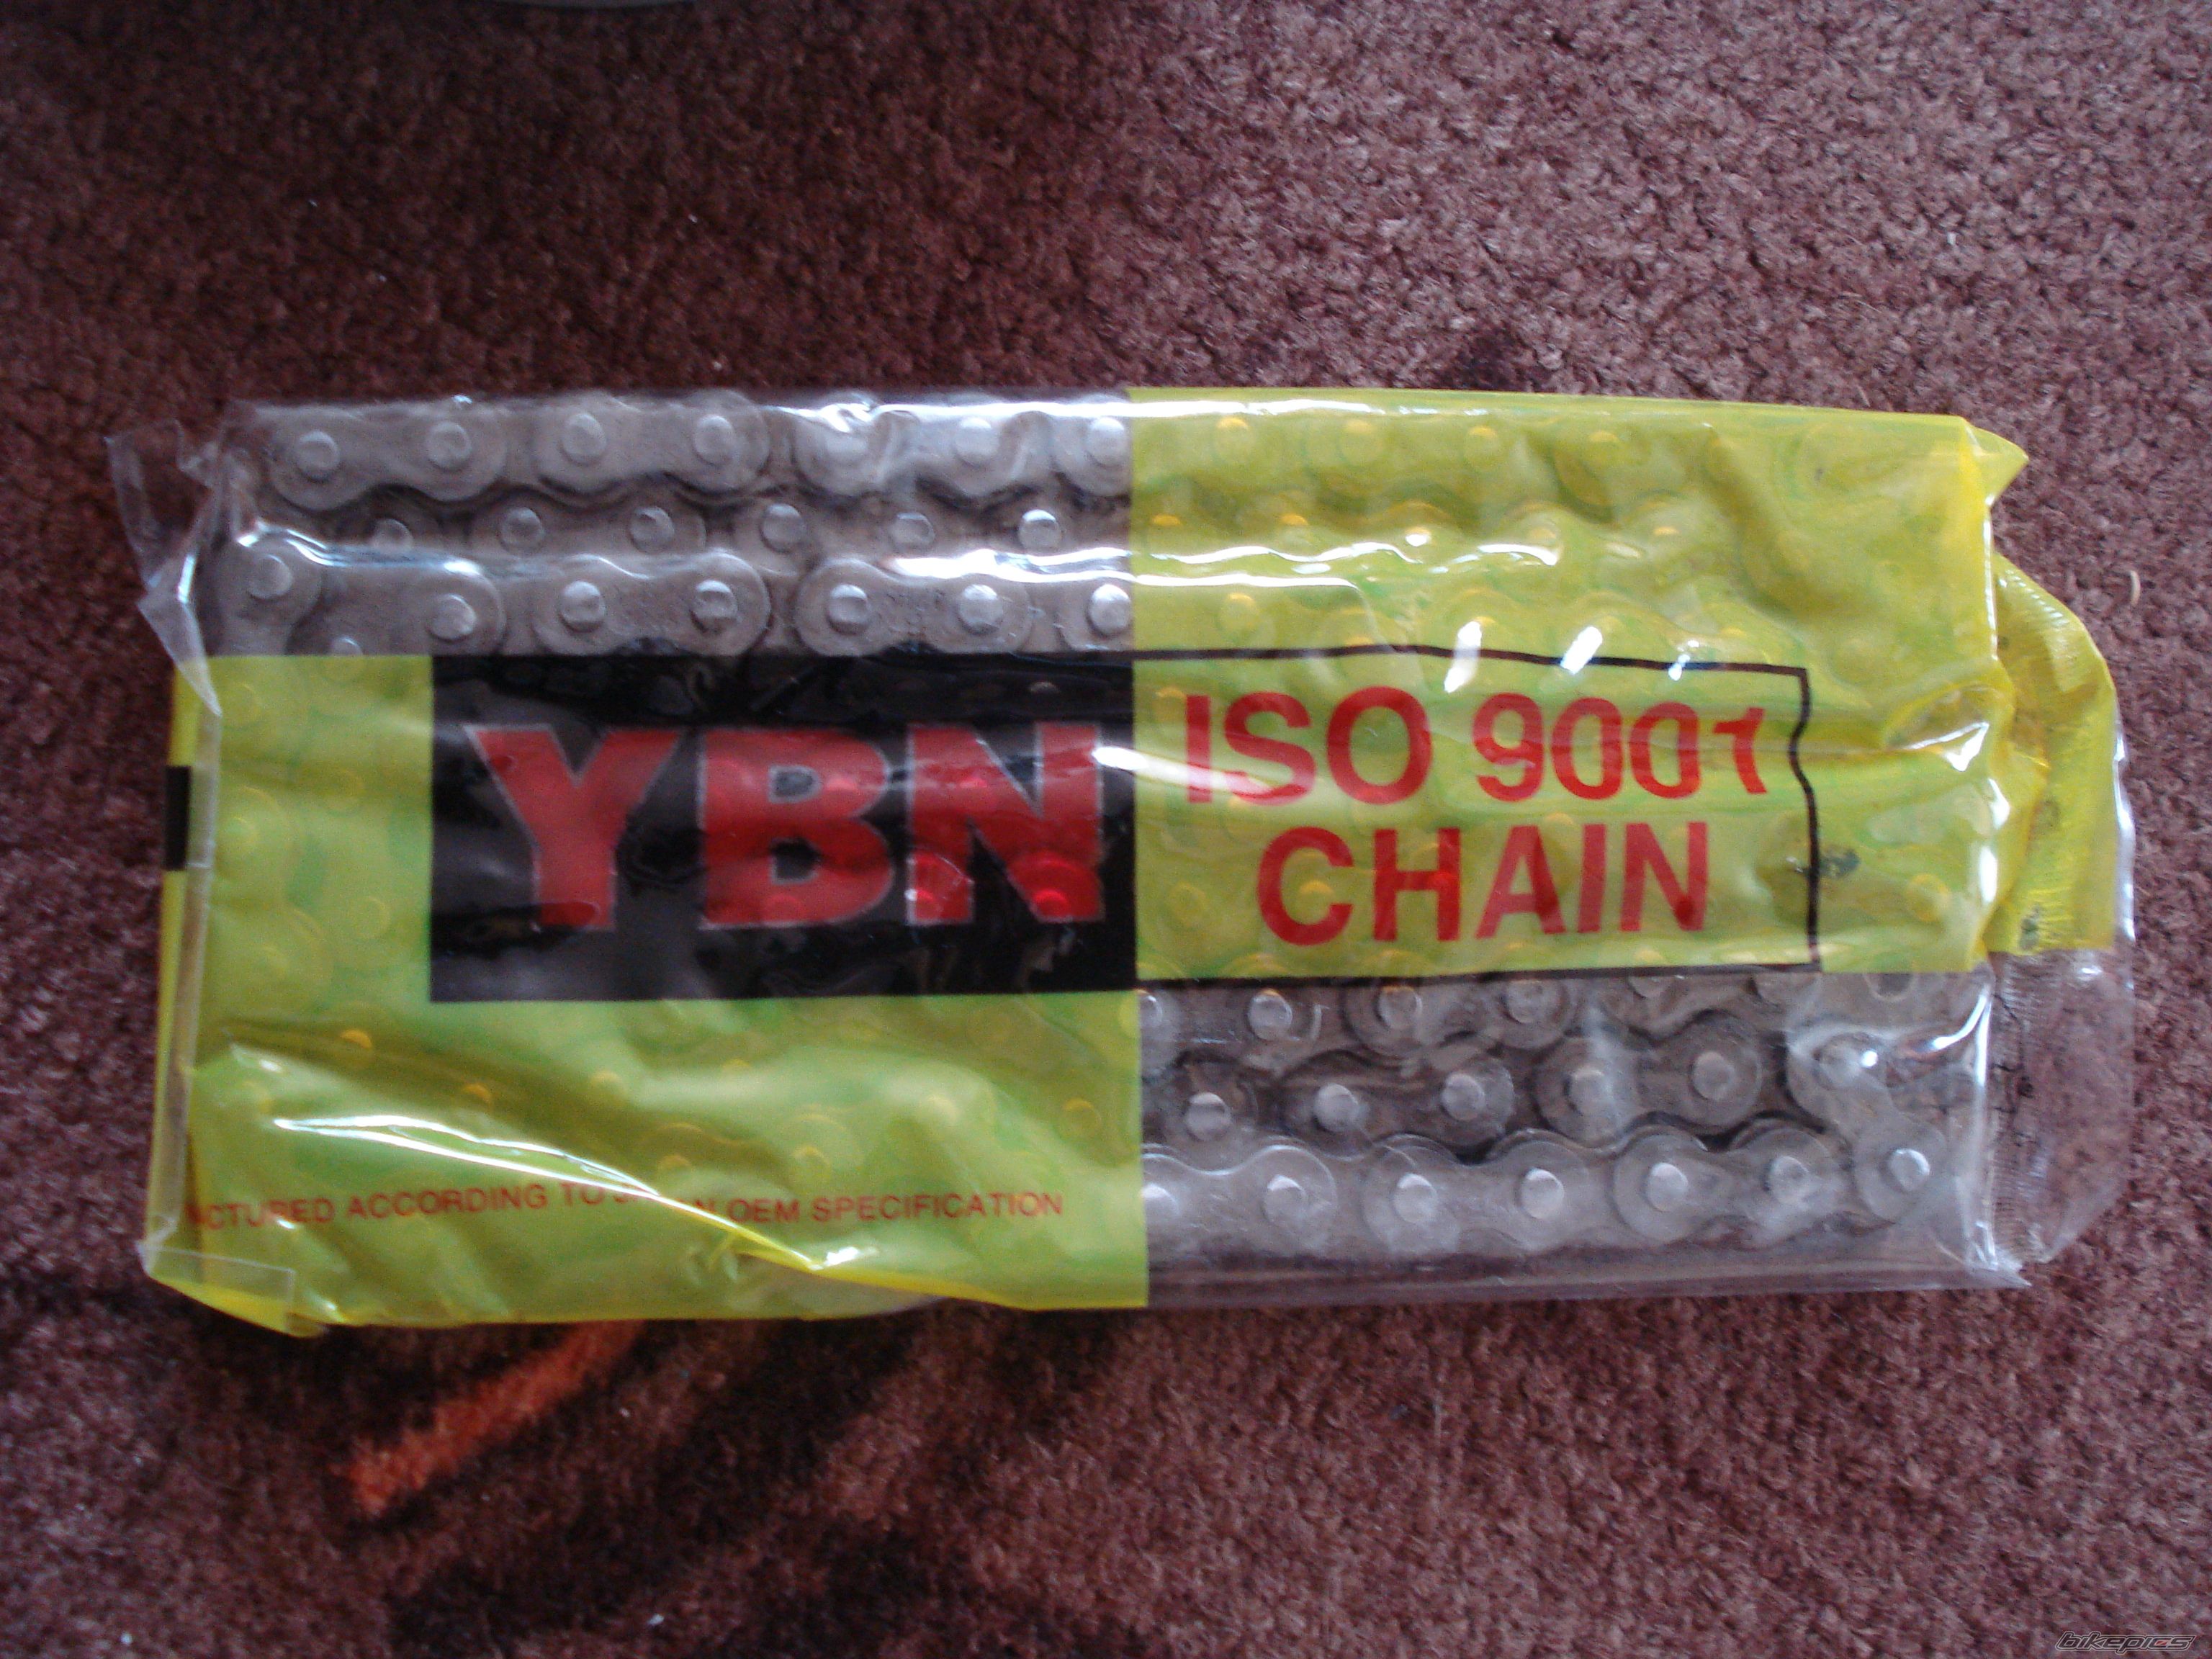 YBN
ISO 9001
CHAIN
ACCORDING TO OEM SPECIFICATION
bikepics